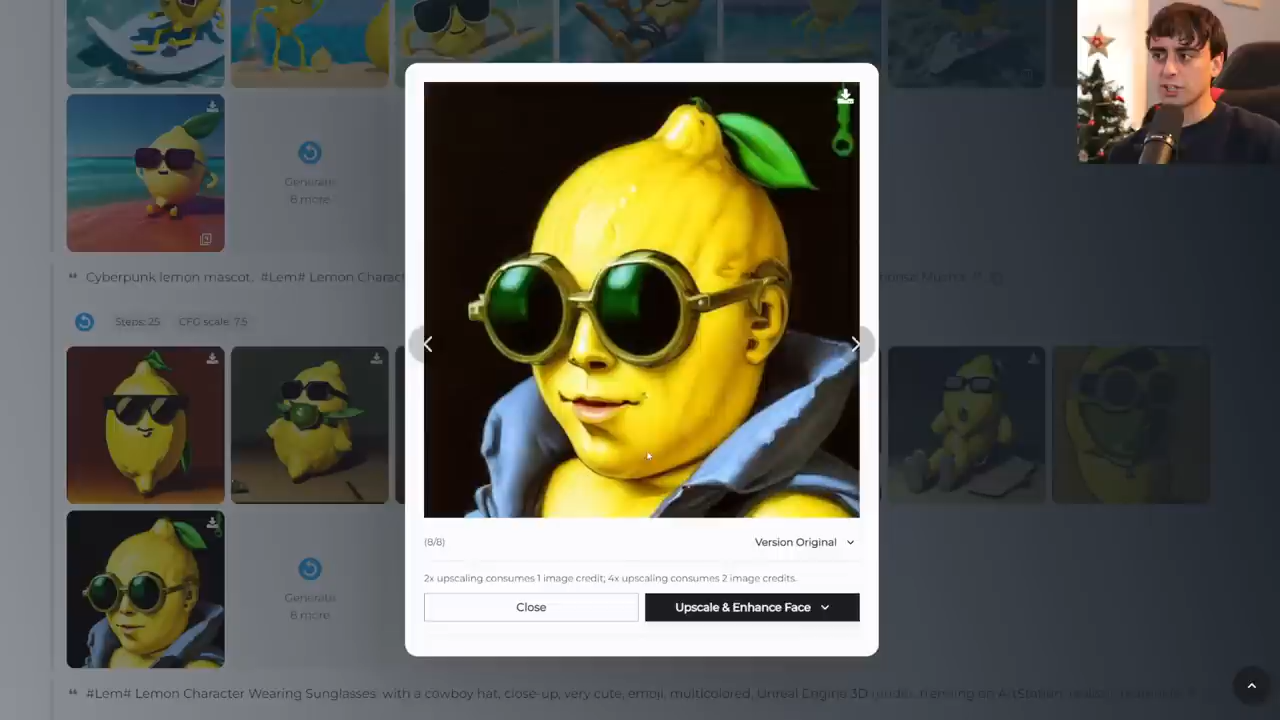 Generate
8 more
❝ Cyberpunk lemon mascot, #Lem# Lemon Charac
Steps: 25 CFG scale: 7.5
(8/8)
Version Original
2x upscaling consumes 1 image credit; 4x upscaling consumes 2 image credits.
Close
Upscale & Enhance Face
Generate
8 more
❝ #Lem# Lemon Character Wearing Sunglasses with a cowboy hat, close-up, very cute, emoji, multicolored, Unreal Engine 3D